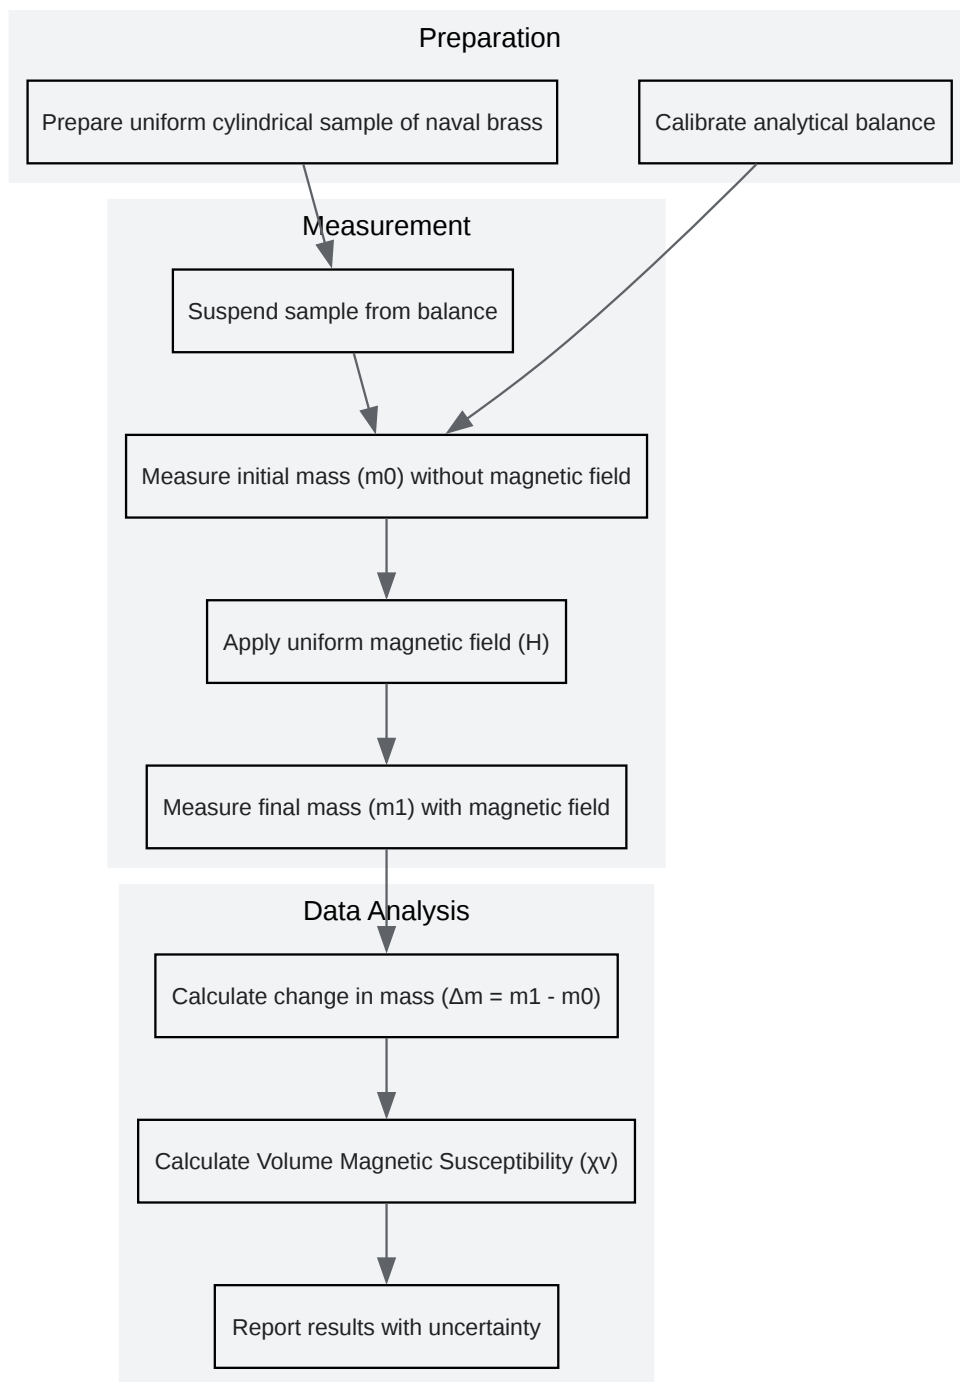 Preparation
Prepare uniform cylindrical sample of naval brass
Calibrate analytical balance
Measurement
Suspend sample from balance
Measure initial mass (m0) without magnetic field
Apply uniform magnetic field (H)
Measure final mass (m1) with magnetic field
Data Analysis
Calculate change in mass (Δm = m1 - m0)
Calculate Volume Magnetic Susceptibility (χv)
Report results with uncertainty